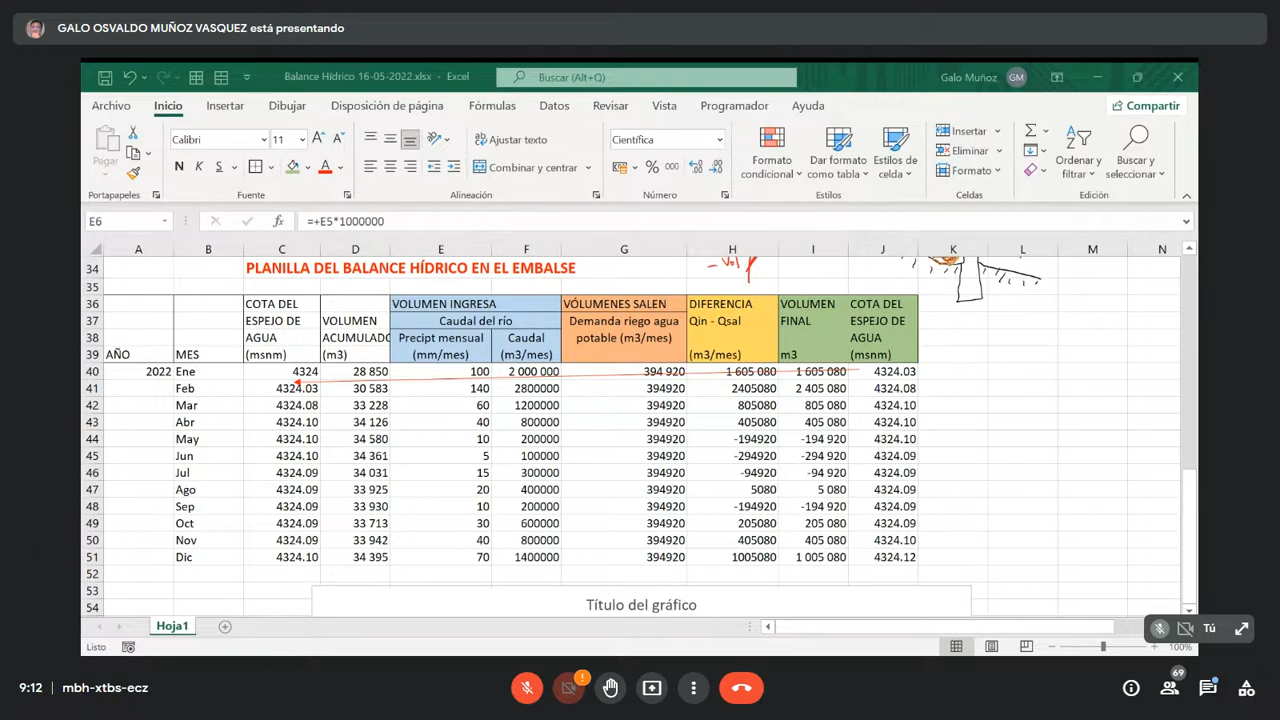 GALO OSVALDO MUÑOZ VASQUEZ está presentando
Balance Hídrico 16-05-2022.xlsx - Excel
Buscar (Alt+Q)
Galo Muñoz GM
Archivo Inicio Insertar Dibujar Disposición de página Fórmulas Datos Revisar Vista Programador Ayuda Compartir
Pegar
Calibri 11 A A
N K S A
ab Ajustar texto
Combinar y centrar
Científica
% 000
Formato condicional
Dar formato como tabla
Estilos de celda
Insertar
Eliminar
Formato
Ordenar y filtrar
Buscar y seleccionar
Portapapeles Fuente Alineación Número Estilos Celdas Edición
E6 fx =+E5*1000000
A B C D E F G H I J K L M N
34 PLANILLA DEL BALANCE HÍDRICO EN EL EMBALSE – Vol
35
36 COTA DEL VOLUMEN INGRESA VÓLUMENES SALEN DIFERENCIA VOLUMEN COTA DEL
37 ESPEJO DE VOLUMEN Caudal del río Demanda riego agua Qin - Qsal FINAL ESPEJO DE
38 AGUA ACUMULADO Precipt mensual Caudal potable (m3/mes) AGUA
39 AÑO MES (msnm) (m3) (mm/mes) (m3/mes) (m3/mes) m3 (msnm)
40 2022 Ene 4324 28 850 100 2 000 000 394 920 1 605 080 1 605 080 4324.03
41 Feb 4324.03 30 583 140 2800000 394920 2405080 2 405 080 4324.08
42 Mar 4324.08 33 228 60 1200000 394920 805080 805 080 4324.10
43 Abr 4324.10 34 126 40 800000 394920 405080 405 080 4324.10
44 May 4324.10 34 580 10 200000 394920 -194920 -194 920 4324.10
45 Jun 4324.10 34 361 5 100000 394920 -294920 -294 920 4324.09
46 Jul 4324.09 34 031 15 300000 394920 -94920 -94 920 4324.09
47 Ago 4324.09 33 925 20 400000 394920 5080 5 080 4324.09
48 Sep 4324.09 33 930 10 200000 394920 -194920 -194 920 4324.09
49 Oct 4324.09 33 713 30 600000 394920 205080 205 080 4324.09
50 Nov 4324.09 33 942 40 800000 394920 405080 405 080 4324.10
51 Dic 4324.10 34 395 70 1400000 394920 1005080 1 005 080 4324.12
52
53
54 Título del gráfico
Hoja1
Tú
Listo 100%
9:12 mbh-xtbs-ecz
69